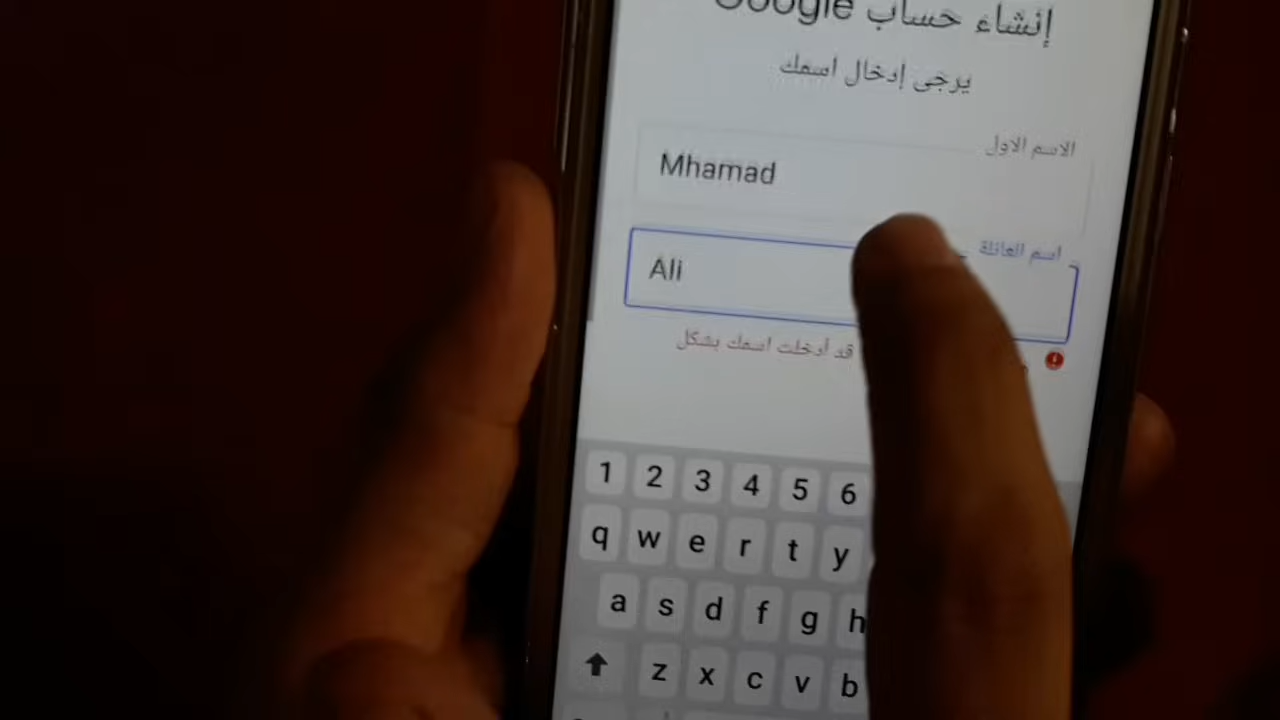 إنشاء حساب Google
يرجى إدخال اسمك
الاسم الاول
Mhamad
اسم العائلة
Ali
قد أدخلت اسمك بشكل
1 2 3 4 5 6
q w e r t y
a s d f g h
z x c v b